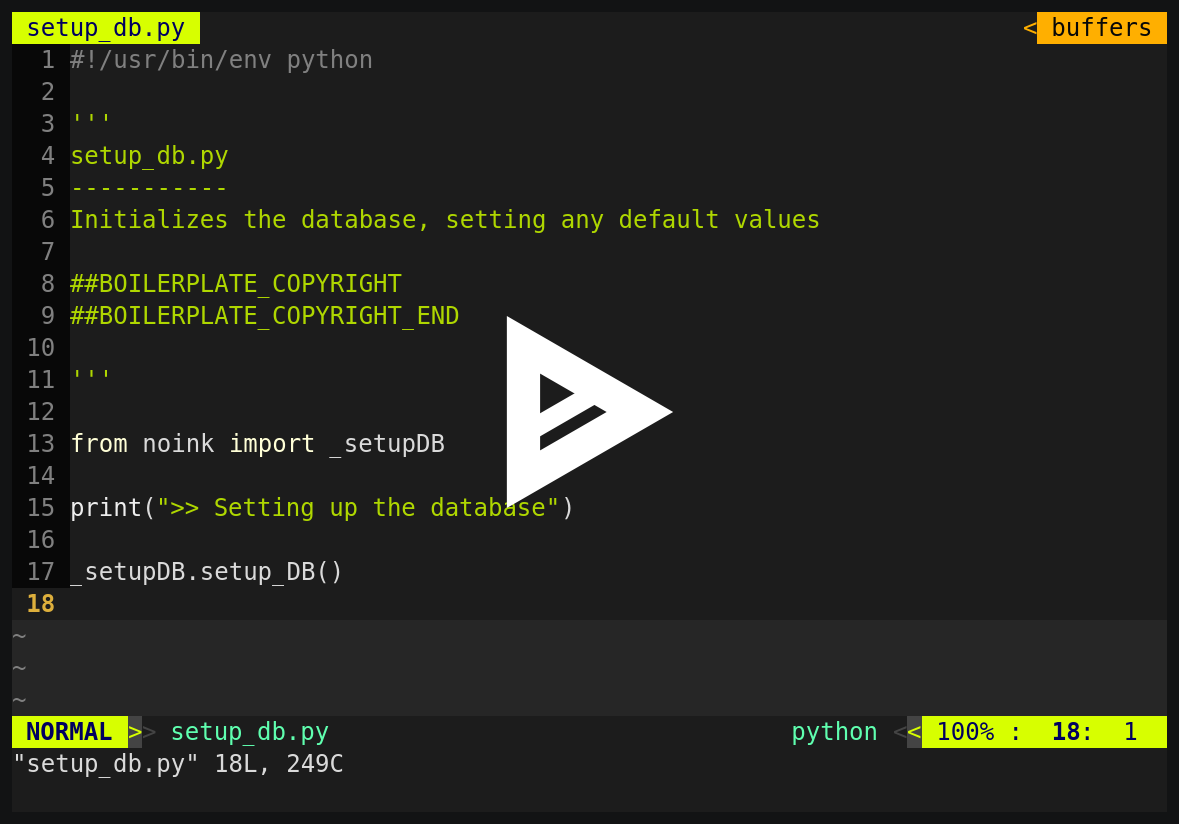 setup_db.py < buffers
1 #!/usr/bin/env python
2
3 '''
4 setup_db.py
5 -----------
6 Initializes the database, setting any default values
7
8 ##BOILERPLATE_COPYRIGHT
9 ##BOILERPLATE_COPYRIGHT_END
10
11 '''
12
13 from noink import _setupDB
14
15 print(">> Setting up the database")
16
17 _setupDB.setup_DB()
18
~
~
~
NORMAL >> setup_db.py python << 100% : 18: 1
"setup_db.py" 18L, 249C